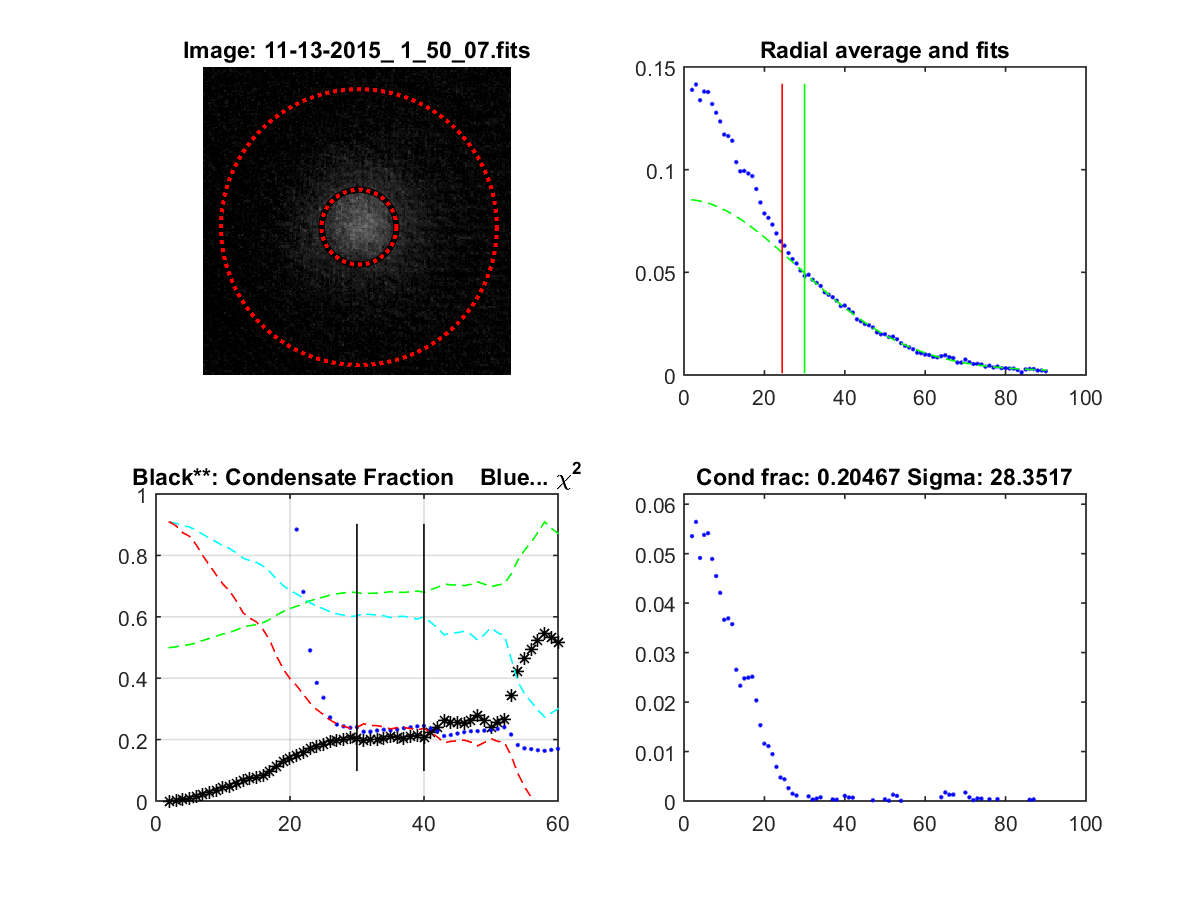 Image: 11-13-2015_ 1_50_07.fits
Radial average and fits
0.15
0.1
0.05
0
0 20 40 60 80 100
Black**: Condensate Fraction Blue... χ²
1
0.8
0.6
0.4
0.2
0
0 20 40 60
Cond frac: 0.20467 Sigma: 28.3517
0.06
0.05
0.04
0.03
0.02
0.01
0
0 20 40 60 80 100